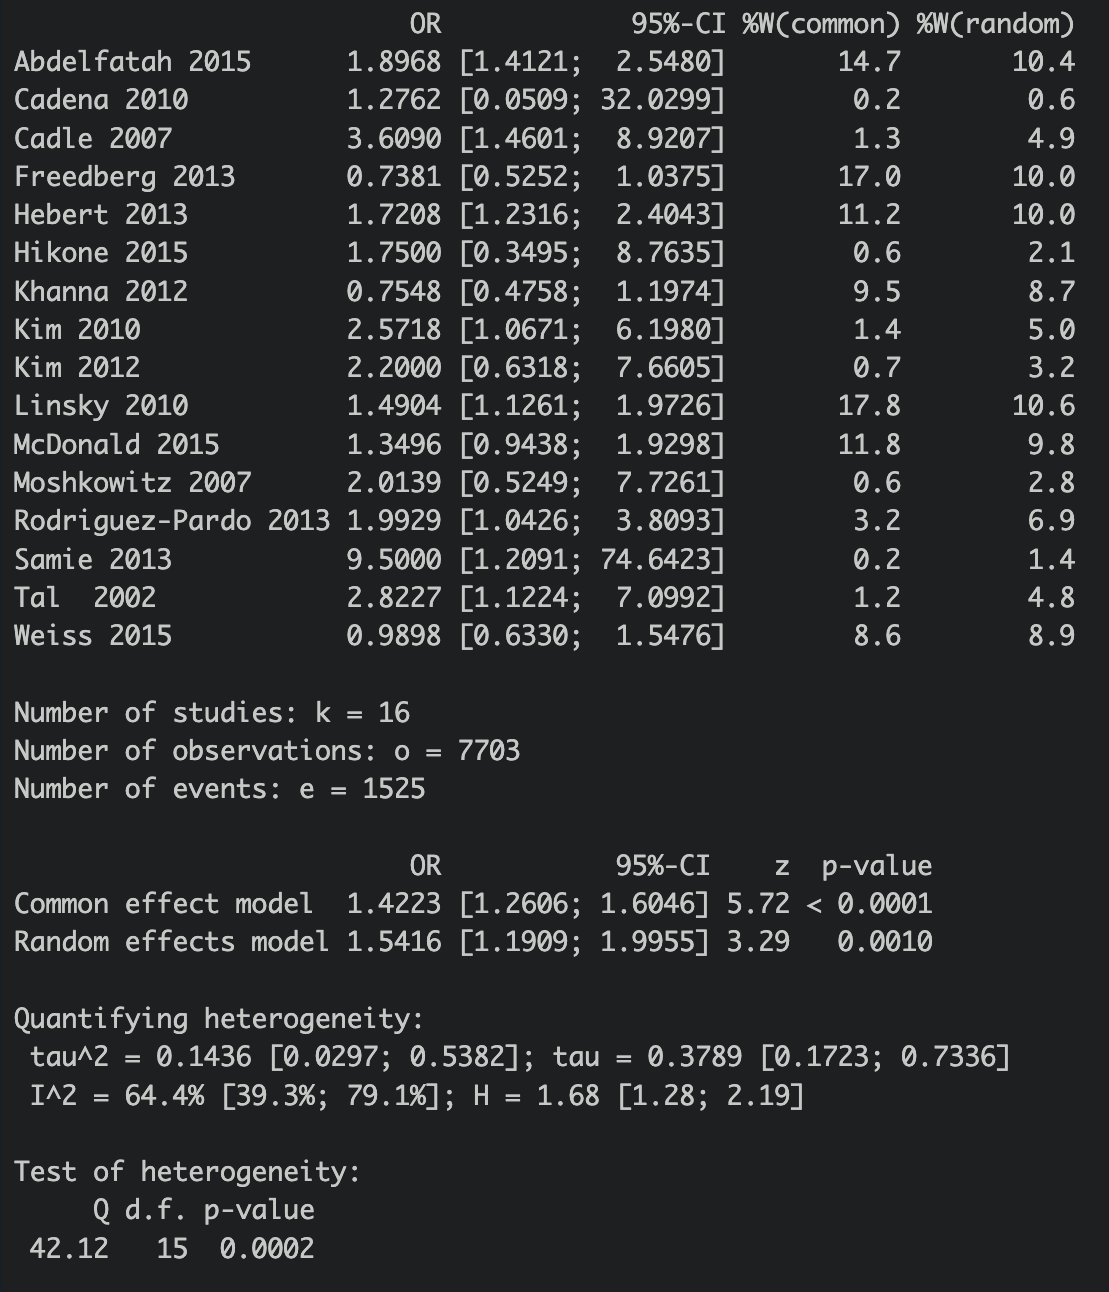 OR            95%-CI %W(common) %W(random)
Abdelfatah 2015      1.8968 [1.4121;  2.5480]       14.7       10.4
Cadena 2010          1.2762 [0.0509; 32.0299]        0.2        0.6
Cadle 2007           3.6090 [1.4601;  8.9207]        1.3        4.9
Freedberg 2013       0.7381 [0.5252;  1.0375]       17.0       10.0
Hebert 2013          1.7208 [1.2316;  2.4043]       11.2       10.0
Hikone 2015          1.7500 [0.3495;  8.7635]        0.6        2.1
Khanna 2012          0.7548 [0.4758;  1.1974]        9.5        8.7
Kim 2010             2.5718 [1.0671;  6.1980]        1.4        5.0
Kim 2012             2.2000 [0.6318;  7.6605]        0.7        3.2
Linsky 2010          1.4904 [1.1261;  1.9726]       17.8       10.6
McDonald 2015        1.3496 [0.9438;  1.9298]       11.8        9.8
Moshkowitz 2007      2.0139 [0.5249;  7.7261]        0.6        2.8
Rodriguez-Pardo 2013 1.9929 [1.0426;  3.8093]        3.2        6.9
Samie 2013           9.5000 [1.2091; 74.6423]        0.2        1.4
Tal  2002            2.8227 [1.1224;  7.0992]        1.2        4.8
Weiss 2015           0.9898 [0.6330;  1.5476]        8.6        8.9

Number of studies: k = 16
Number of observations: o = 7703
Number of events: e = 1525

                         OR           95%-CI    z  p-value
Common effect model  1.4223 [1.2606; 1.6046] 5.72 < 0.0001
Random effects model 1.5416 [1.1909; 1.9955] 3.29   0.0010

Quantifying heterogeneity:
 tau^2 = 0.1436 [0.0297; 0.5382]; tau = 0.3789 [0.1723; 0.7336]
 I^2 = 64.4% [39.3%; 79.1%]; H = 1.68 [1.28; 2.19]

Test of heterogeneity:
     Q d.f. p-value
 42.12   15  0.0002